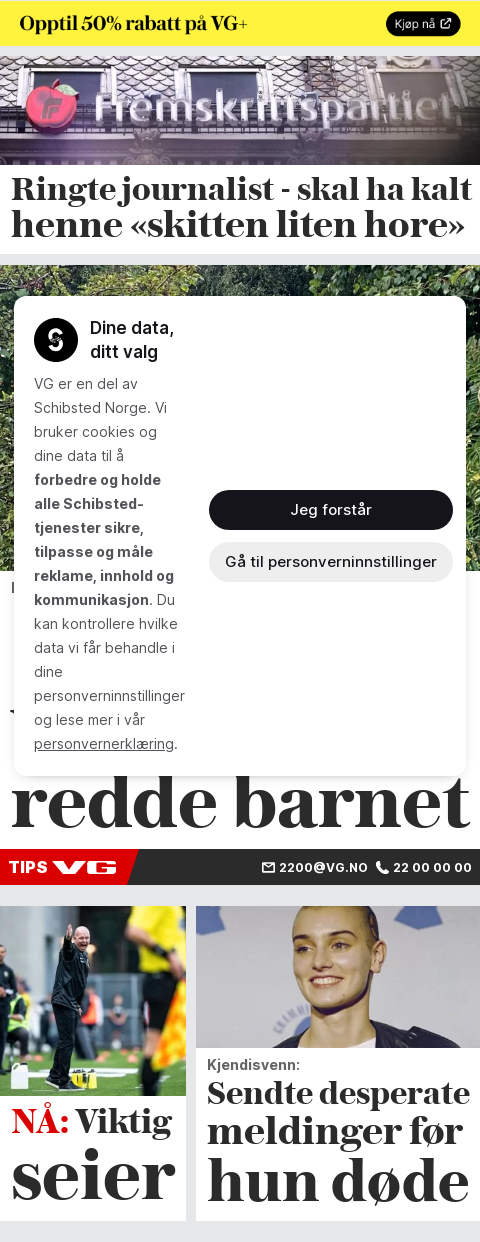 Opptil 50% rabatt på VG+
Kjøp nå
Fremskrittspartiet
Ringte journalist - skal ha kalt
henne «skitten liten hore»
Dine data,
ditt valg
VG er en del av
Schibsted Norge. Vi
bruker cookies og
dine data til å
forbedre og holde
alle Schibsted-
tjenester sikre,
tilpasse og måle
reklame, innhold og
kommunikasjon. Du
kan kontrollere hvilke
data vi får behandle i
dine
personverninnstillinger
og lese mer i vår
personvernerklæring.
Jeg forstår
Gå til personverninnstillinger
redde barnet
TIPS VG
2200@VG.NO 22 00 00 00
NÅ: Viktig
seier
Kjendisvenn:
Sendte desperate
meldinger før
hun døde